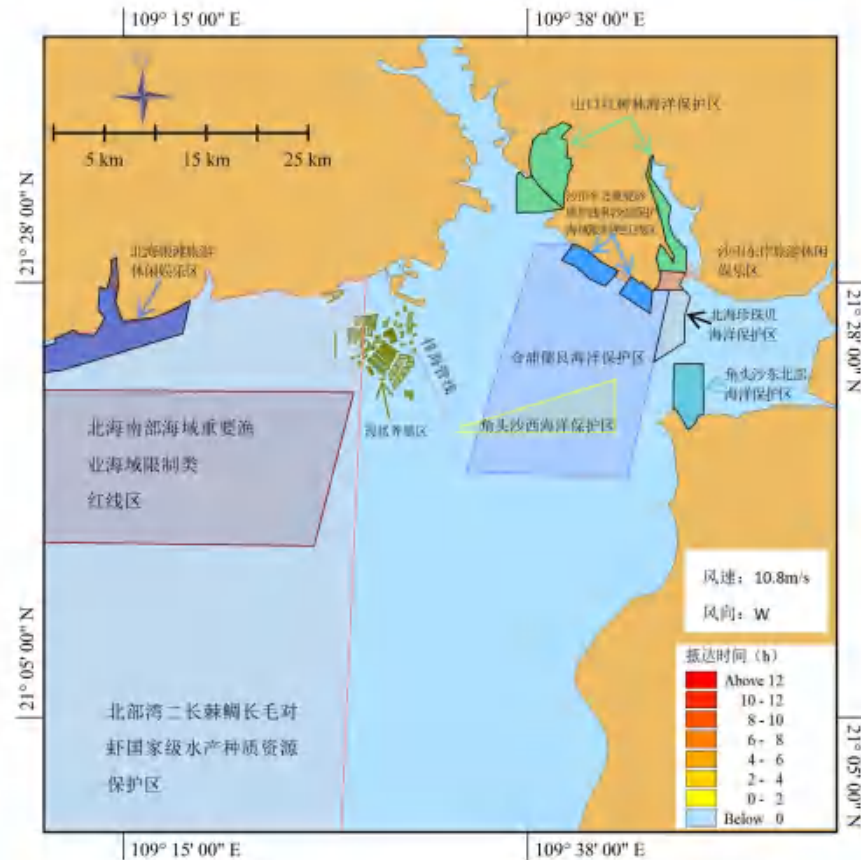 109° 15′ 00″ E
109° 38′ 00″ E
5 km
15 km
25 km
山口红树林海洋保护区
北海银滩旅游
休闲娱乐区
沙田东岸旅游休闲
娱乐区
21° 28′ 00″ N
21° 28′ 00″ N
北海珍珠贝
海洋保护区
合浦儒艮海洋保护区
角头沙东北部
海洋保护区
北海南部海域重要渔
业海域限制类
红线区
养殖区
角头沙西海洋保护区
风速：10.8m/s
风向：W
21° 05′ 00″ N
21° 05′ 00″ N
抵达时间（h）
Above 12
10 - 12
8 - 10
6 - 8
4 - 6
2 - 4
0 - 2
Below 0
北部湾二长棘鲷长毛对
虾国家级水产种质资源
保护区
109° 15′ 00″ E
109° 38′ 00″ E